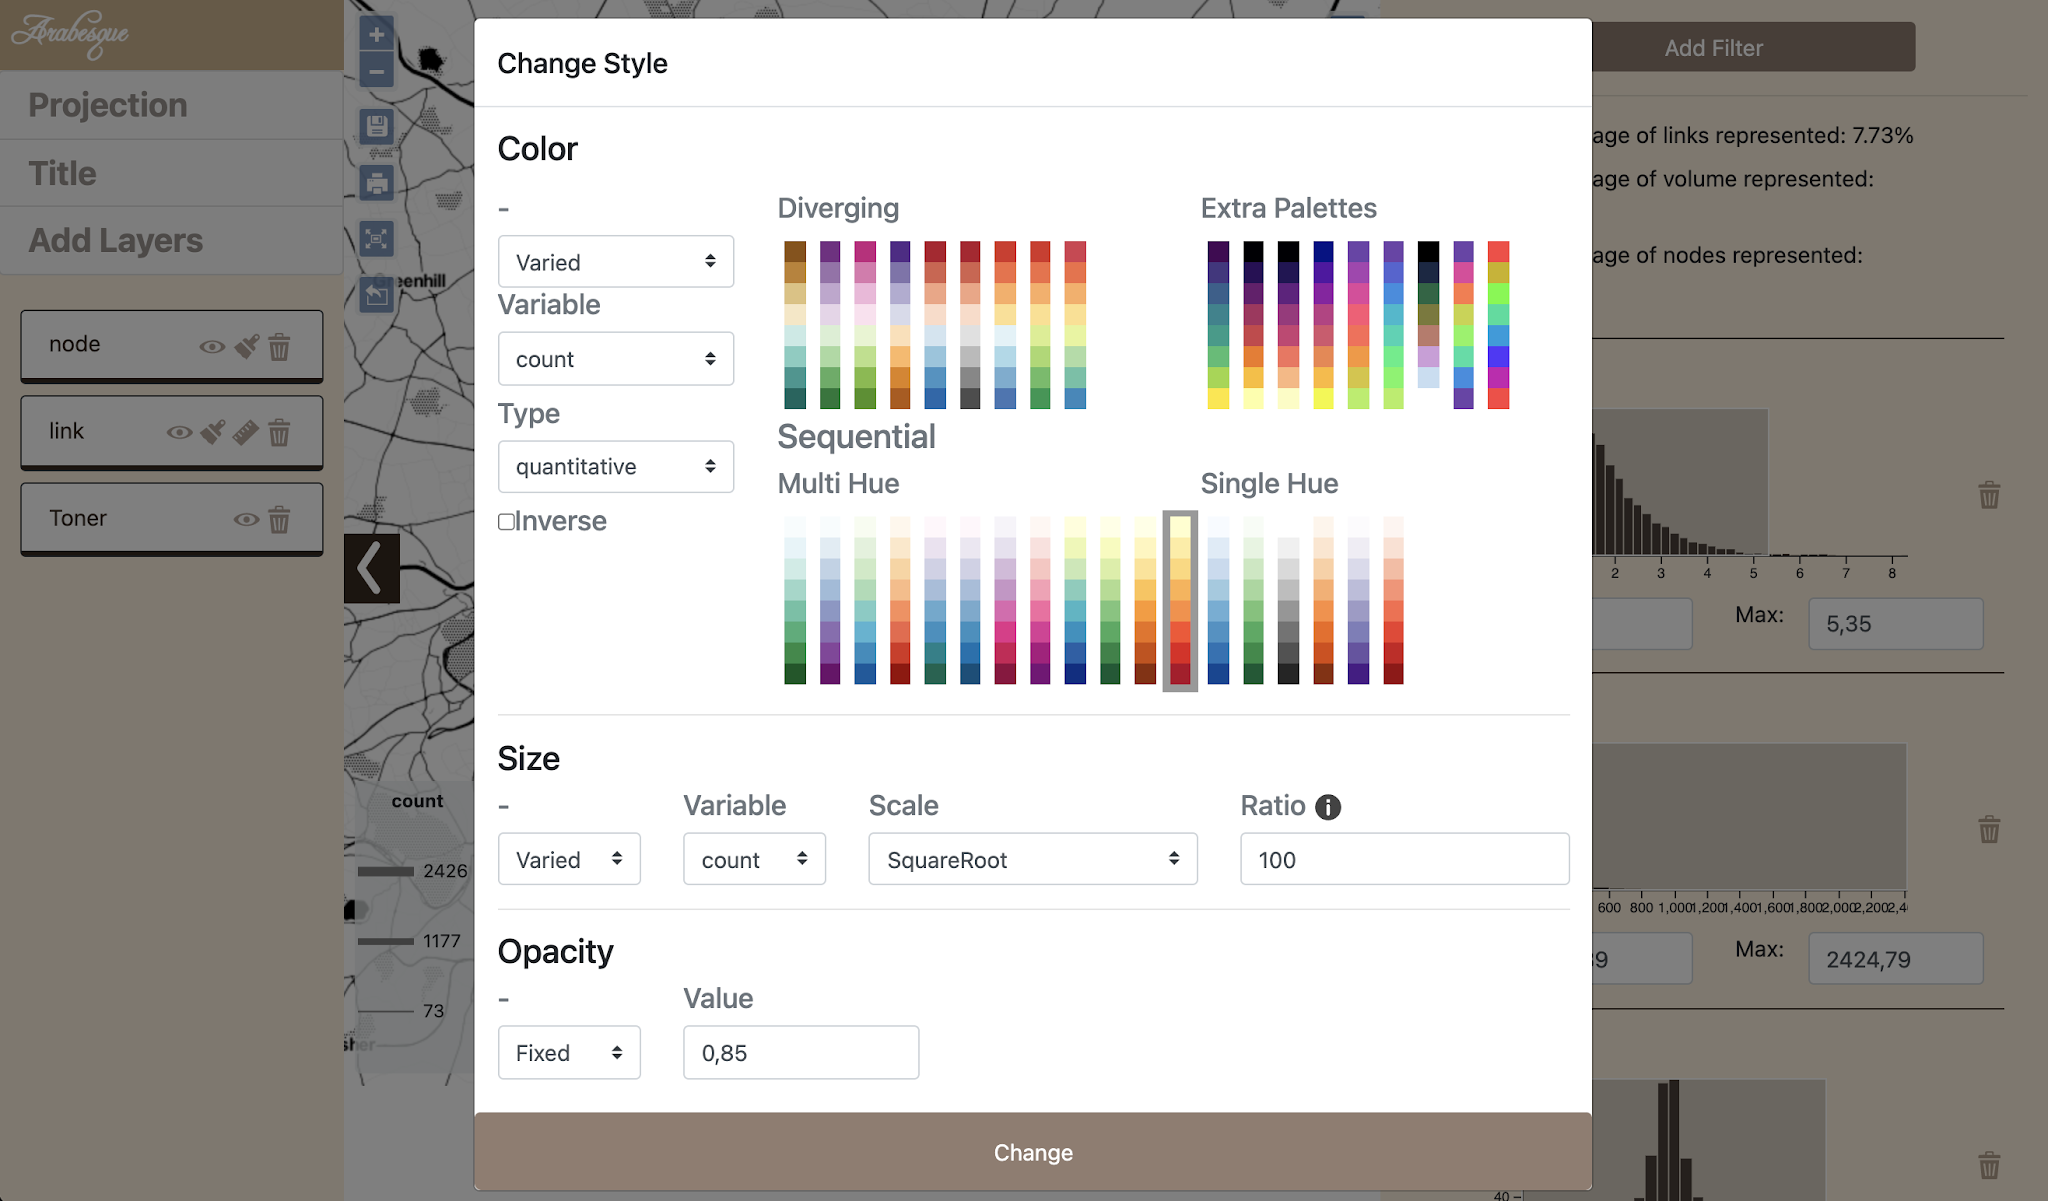 Arabesque
Projection
Title
Add Layers
node
link
Toner
Greenhill
count
2426
1177
73
sher
Change Style
Color
-
Varied
Variable
count
Type
quantitative
Inverse
Diverging
Extra Palettes
Sequential
Multi Hue
Single Hue
Size
-
Variable
Scale
Ratio
Varied
count
SquareRoot
100
Opacity
-
Value
Fixed
0,85
Change
Add Filter
age of links represented: 7.73%
age of volume represented:
age of nodes represented:
2 3 4 5 6 7 8
Max:
5,35
600 800 1,000 1,200 1,400 1,600 1,800 2,000 2,200 2,4
39
Max:
2424,79
40